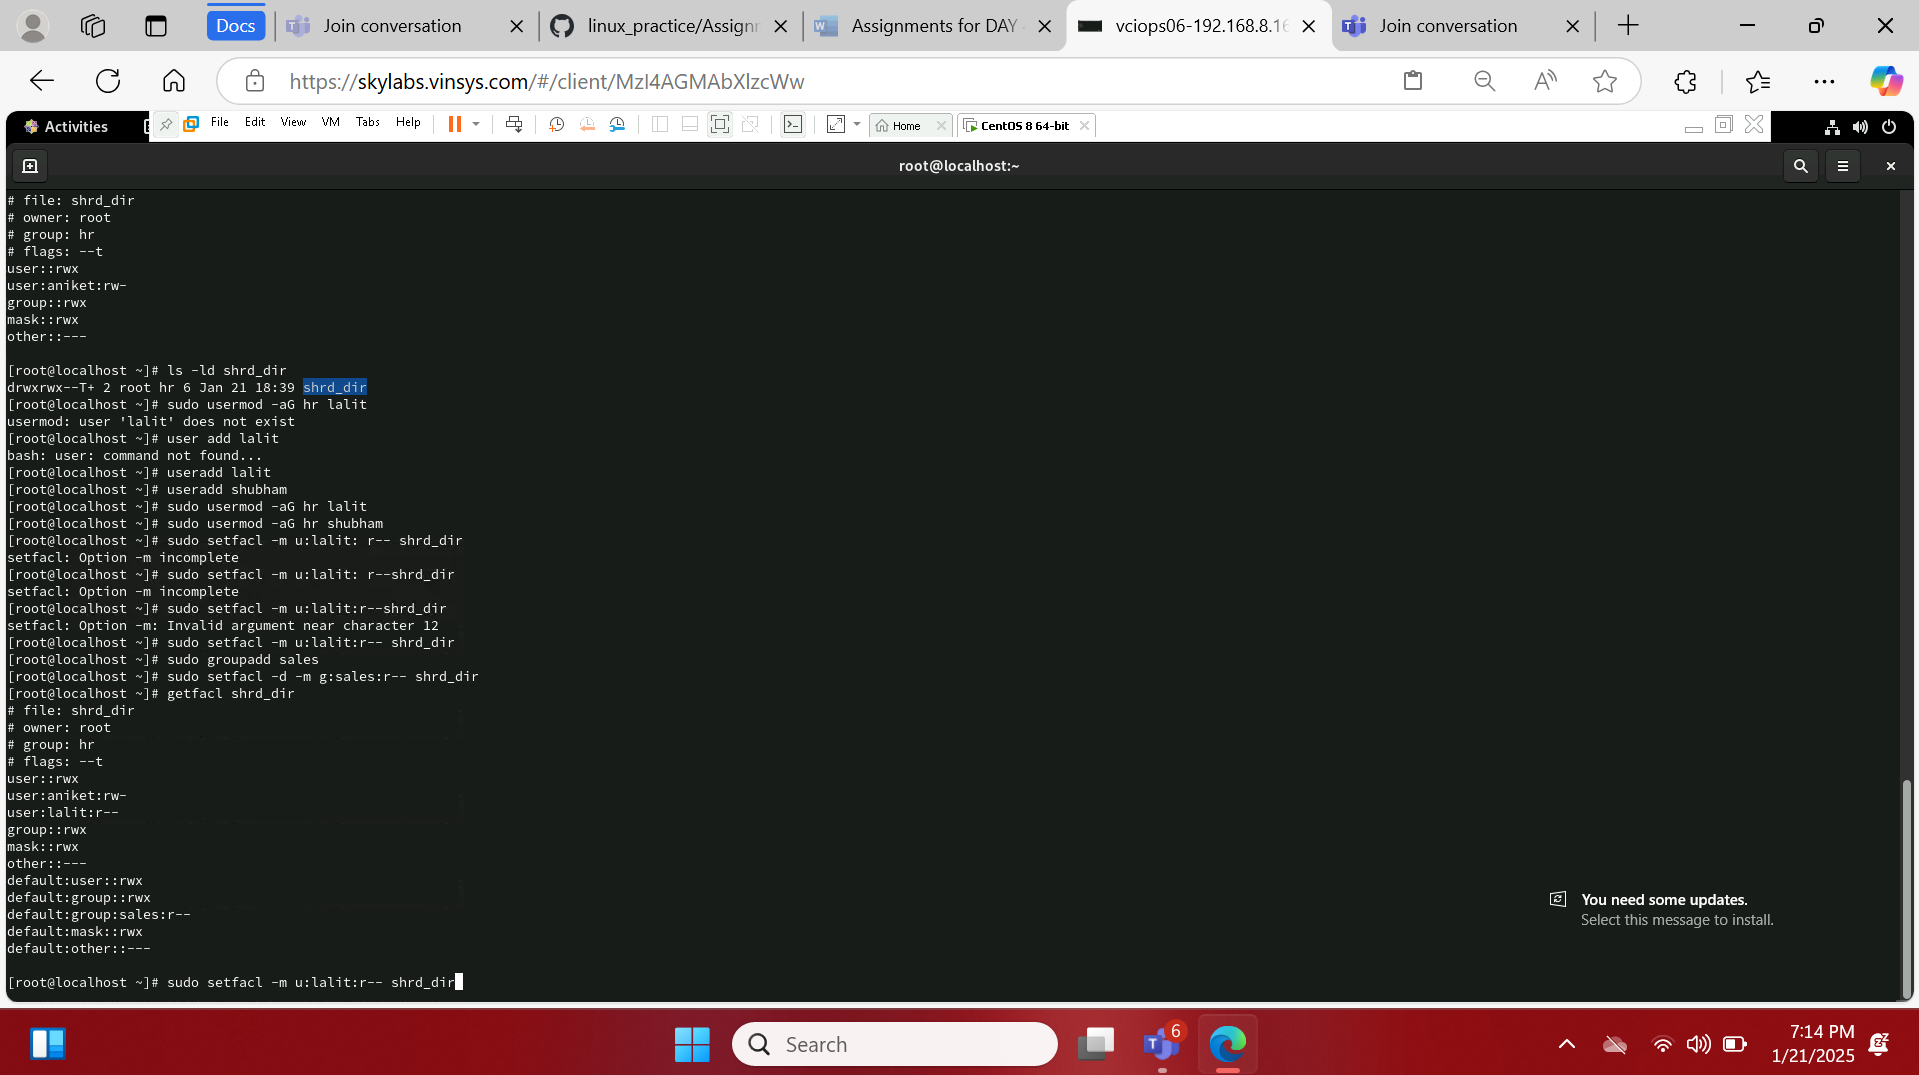 Docs
Join conversation
linux_practice/Assignm
Assignments for DAY
vciops06-192.168.8.16
Join conversation
https://skylabs.vinsys.com/#/client/MzI4AGMAbXlzcWw
Activities
File Edit View VM Tabs Help
Home
CentOS 8 64-bit
root@localhost:~
# file: shrd_dir
# owner: root
# group: hr
# flags: --t
user::rwx
user:aniket:rw-
group::rwx
mask::rwx
other::---
[root@localhost ~]# ls -ld shrd_dir
drwxrwx--T+ 2 root hr 6 Jan 21 18:39 shrd_dir
[root@localhost ~]# sudo usermod -aG hr lalit
usermod: user 'lalit' does not exist
[root@localhost ~]# user add lalit
bash: user: command not found...
[root@localhost ~]# useradd lalit
[root@localhost ~]# useradd shubham
[root@localhost ~]# sudo usermod -aG hr lalit
[root@localhost ~]# sudo usermod -aG hr shubham
[root@localhost ~]# sudo setfacl -m u:lalit: r-- shrd_dir
setfacl: Option -m incomplete
[root@localhost ~]# sudo setfacl -m u:lalit: r--shrd_dir
setfacl: Option -m incomplete
[root@localhost ~]# sudo setfacl -m u:lalit:r--shrd_dir
setfacl: Option -m: Invalid argument near character 12
[root@localhost ~]# sudo setfacl -m u:lalit:r-- shrd_dir
[root@localhost ~]# sudo groupadd sales
[root@localhost ~]# sudo setfacl -d -m g:sales:r-- shrd_dir
[root@localhost ~]# getfacl shrd_dir
# file: shrd_dir
# owner: root
# group: hr
# flags: --t
user::rwx
user:aniket:rw-
user:lalit:r--
group::rwx
mask::rwx
other::---
default:user::rwx
default:group::rwx
default:group:sales:r--
default:mask::rwx
default:other::---
[root@localhost ~]# sudo setfacl -m u:lalit:r-- shrd_dir
You need some updates.
Select this message to install.
Search
6
7:14 PM
1/21/2025